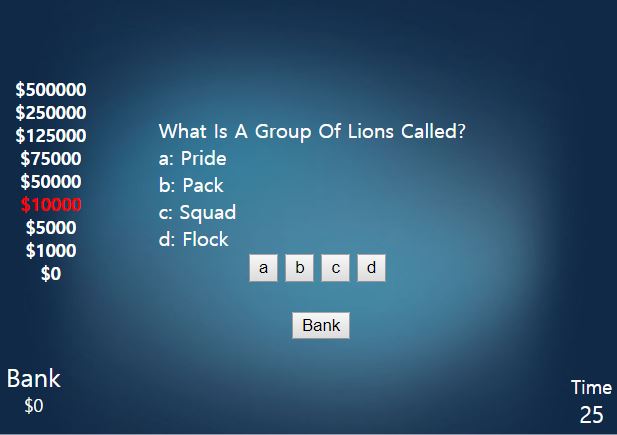 $500000
$250000
$125000
$75000
$50000
$10000
$5000
$1000
$0
What Is A Group Of Lions Called?
a: Pride
b: Pack
c: Squad
d: Flock
a b c d
Bank
Bank
$0
Time
25